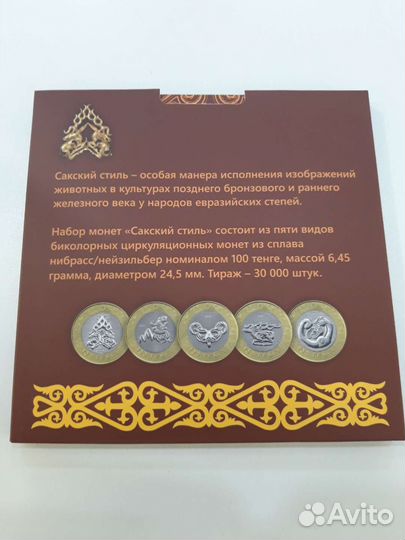 Сакский стиль – особая манера исполнения изображений
животных в культурах позднего бронзового и раннего
железного века у народов евразийских степей.
Набор монет «Сакский стиль» состоит из пяти видов
биколорных циркуляционных монет из сплава
нибрасс/нейзильбер номиналом 100 тенге, массой 6,45
грамма, диаметром 24,5 мм. Тираж – 30 000 штук.
Avito